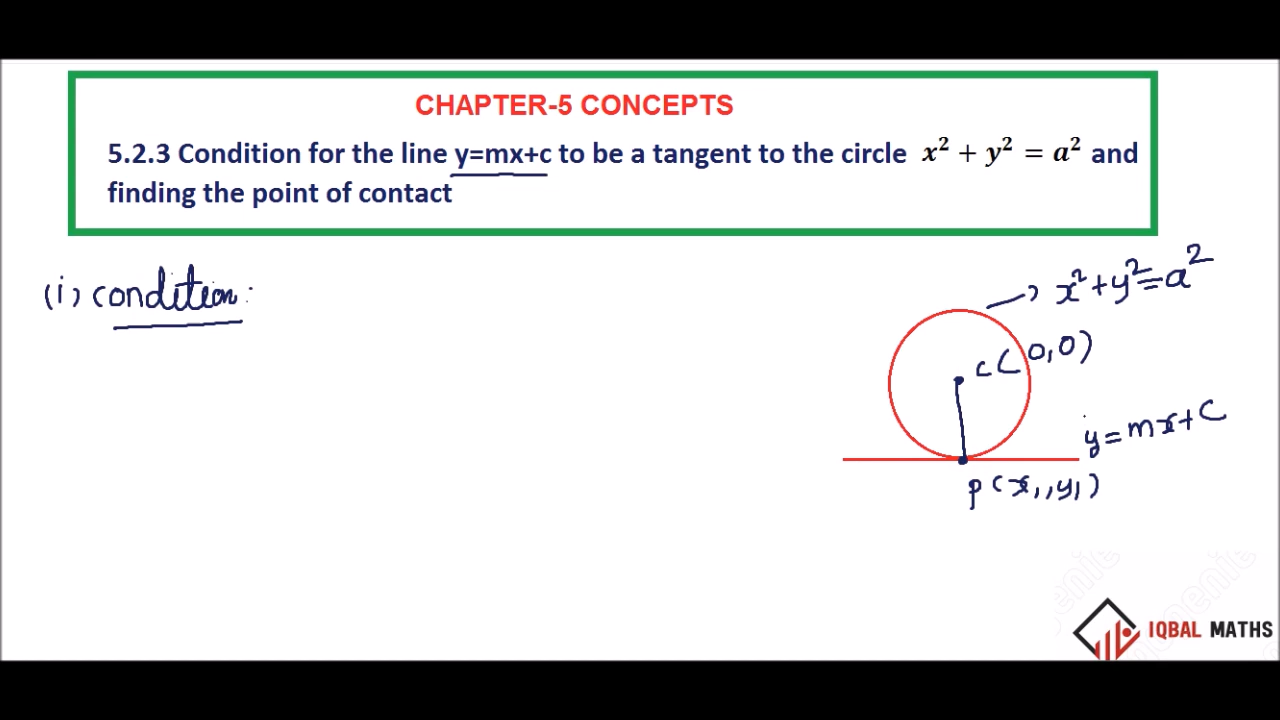 CHAPTER-5 CONCEPTS
5.2.3 Condition for the line y=mx+c to be a tangent to the circle x² + y² = a² and
finding the point of contact
(i) condition:
x²+y²=a²
c(0,0)
y=mx+c
p(x₁,y₁)
IQBAL MATHS